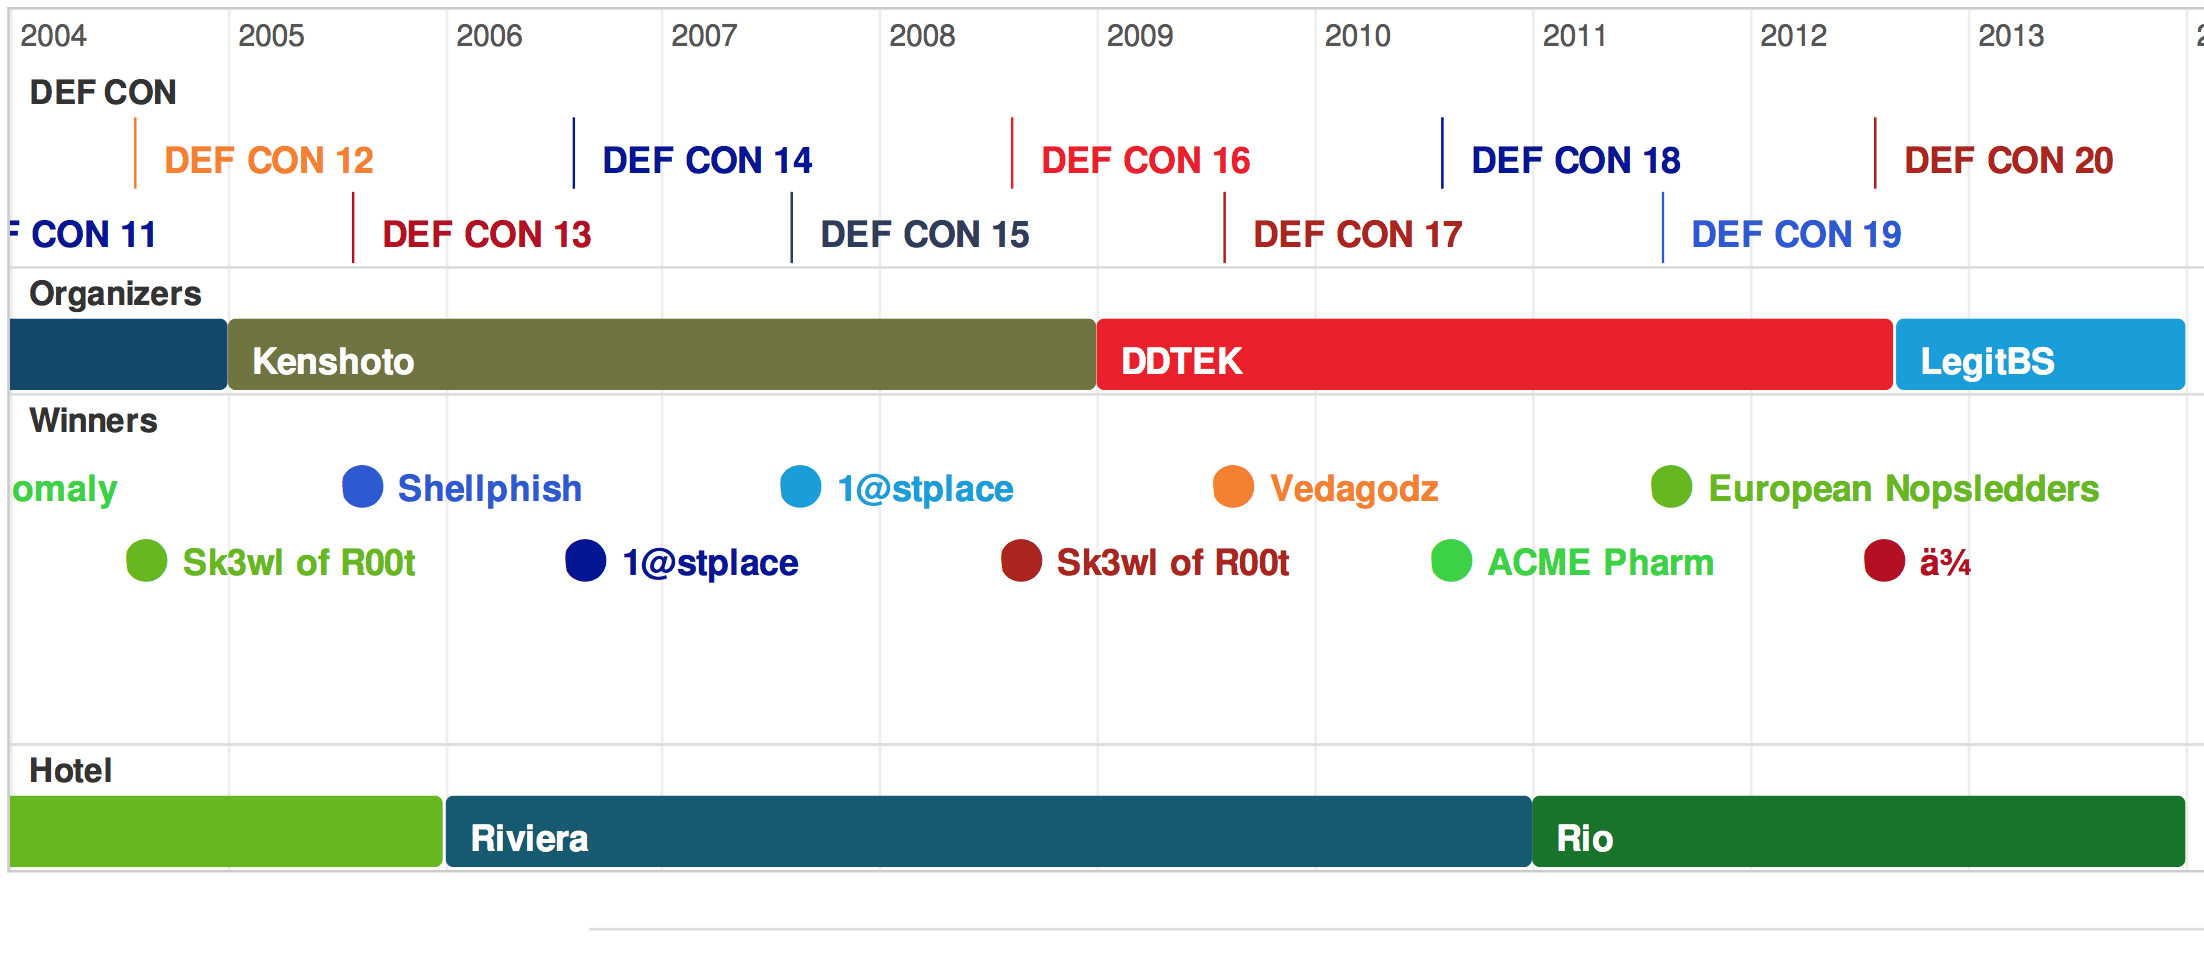 2004 2005 2006 2007 2008 2009 2010 2011 2012 2013 2
DEF CON
DEF CON 12 DEF CON 14 DEF CON 16 DEF CON 18 DEF CON 20
F CON 11 DEF CON 13 DEF CON 15 DEF CON 17 DEF CON 19
Organizers
Kenshoto DDTEK LegitBS
Winners
omaly Shellphish 1@stplace Vedagodz European Nopsledders
Sk3wl of R00t 1@stplace Sk3wl of R00t ACME Pharm ä¾
Hotel
Riviera Rio